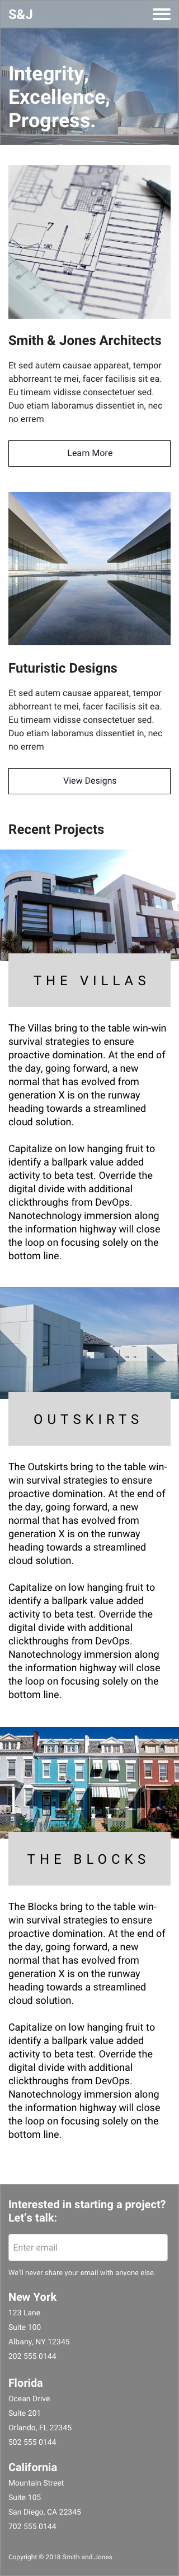 S&J
Integrity,
Excellence,
Progress.
Smith & Jones Architects
Et sed autem causae appareat, tempor
abhorreant te mei, facer facilisis sit ea.
Eu timeam vidisse consectetuer sed.
Duo etiam laboramus dissentiet in, nec
no errem
Learn More
Futuristic Designs
Et sed autem causae appareat, tempor
abhorreant te mei, facer facilisis sit ea.
Eu timeam vidisse consectetuer sed.
Duo etiam laboramus dissentiet in, nec
no errem
View Designs
Recent Projects
THE VILLAS
The Villas bring to the table win-win
survival strategies to ensure
proactive domination. At the end of
the day, going forward, a new
normal that has evolved from
generation X is on the runway
heading towards a streamlined
cloud solution.
Capitalize on low hanging fruit to
identify a ballpark value added
activity to beta test. Override the
digital divide with additional
clickthroughs from DevOps.
Nanotechnology immersion along
the information highway will close
the loop on focusing solely on the
bottom line.
OUTSKIRTS
The Outskirts bring to the table win-
win survival strategies to ensure
proactive domination. At the end of
the day, going forward, a new
normal that has evolved from
generation X is on the runway
heading towards a streamlined
cloud solution.
Capitalize on low hanging fruit to
identify a ballpark value added
activity to beta test. Override the
digital divide with additional
clickthroughs from DevOps.
Nanotechnology immersion along
the information highway will close
the loop on focusing solely on the
bottom line.
THE BLOCKS
The Blocks bring to the table win-
win survival strategies to ensure
proactive domination. At the end of
the day, going forward, a new
normal that has evolved from
generation X is on the runway
heading towards a streamlined
cloud solution.
Capitalize on low hanging fruit to
identify a ballpark value added
activity to beta test. Override the
digital divide with additional
clickthroughs from DevOps.
Nanotechnology immersion along
the information highway will close
the loop on focusing solely on the
bottom line.
Interested in starting a project?
Let's talk:
Enter email
We'll never share your email with anyone else.
New York
123 Lane
Suite 100
Albany, NY 12345
202 555 0144
Florida
Ocean Drive
Suite 201
Orlando, FL 22345
502 555 0144
California
Mountain Street
Suite 105
San Diego, CA 22345
702 555 0144
Copyright © 2018 Smith and Jones